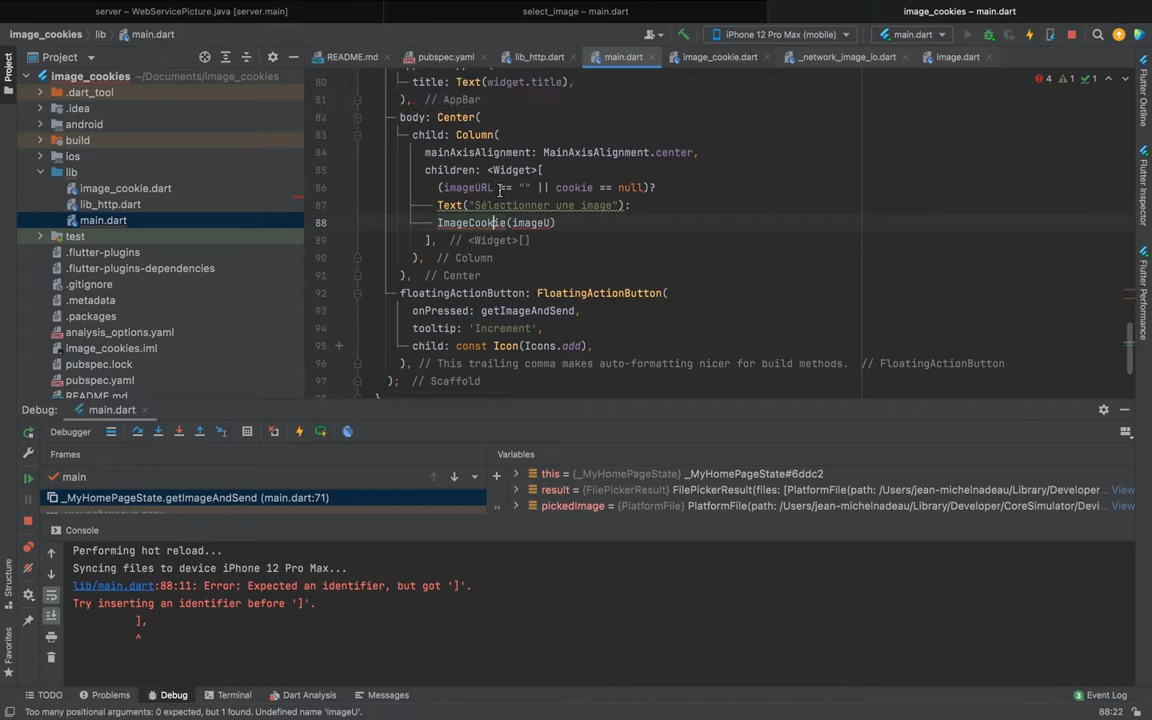 server – WebServicePicture.java [server.main]
select_image – main.dart
image_cookies – main.dart
image_cookies
lib
main.dart
iPhone 12 Pro Max (mobile)
main.dart
Project
README.md
pubspec.yaml
lib_http.dart
main.dart
image_cookie.dart
_network_image_io.dart
image.dart
Project
image_cookies ~/Documents/image_cookies
.dart_tool
.idea
android
build
ios
lib
image_cookie.dart
lib_http.dart
main.dart
test
.flutter-plugins
.flutter-plugins-dependencies
.gitignore
.metadata
.packages
analysis_options.yaml
image_cookies.iml
pubspec.lock
pubspec.yaml
README.md
4 1 1
80 title: Text(widget.title),
81 ), // AppBar
82 body: Center(
83 child: Column(
84 mainAxisAlignment: MainAxisAlignment.center,
85 children: <Widget>[
86 (imageURL == "" || cookie == null)?
87 Text("Sélectionner une image"):
88 ImageCookie(imageU)
89 ], // <Widget>[]
90 ), // Column
91 ), // Center
92 floatingActionButton: FloatingActionButton(
93 onPressed: getImageAndSend,
94 tooltip: 'Increment',
95 child: const Icon(Icons.add),
96 ), // This trailing comma makes auto-formatting nicer for build methods. // FloatingActionButton
97 ); // Scaffold
98 }
Flutter Outline
Flutter Performance
Structure
Favorites
Debug:
main.dart
Debugger
Frames
Variables
main
_MyHomePageState.getImageAndSend (main.dart:71)
this = {_MyHomePageState} _MyHomePageState#6ddc2
result = {FilePickerResult} FilePickerResult(files: [PlatformFile(path: /Users/jean-michelnadeau/Library/Developer... View
pickedImage = {PlatformFile} PlatformFile(path: /Users/jean-michelnadeau/Library/Developer/CoreSimulator/Devi... View
Console
Performing hot reload...
Syncing files to device iPhone 12 Pro Max...
lib/main.dart:88:11: Error: Expected an identifier, but got ']'.
Try inserting an identifier before ']'.
],
^
TODO
Problems
Debug
Terminal
Dart Analysis
Messages
3 Event Log
Too many positional arguments: 0 expected, but 1 found. Undefined name 'imageU'.
88:22